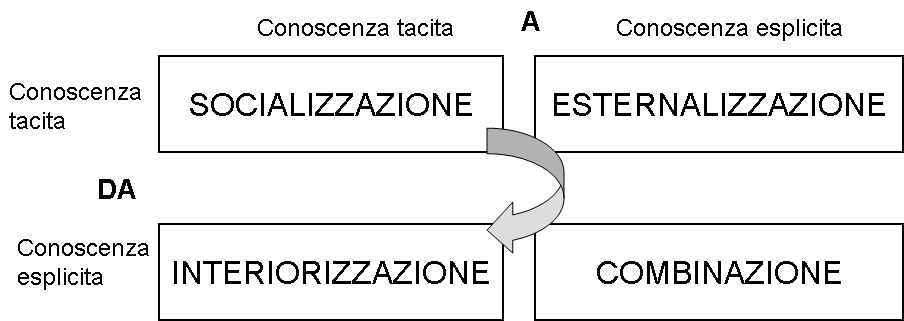 Conoscenza tacita
A
Conoscenza esplicita
Conoscenza
tacita
SOCIALIZZAZIONE
ESTERNALIZZAZIONE
DA
Conoscenza
esplicita
INTERIORIZZAZIONE
COMBINAZIONE